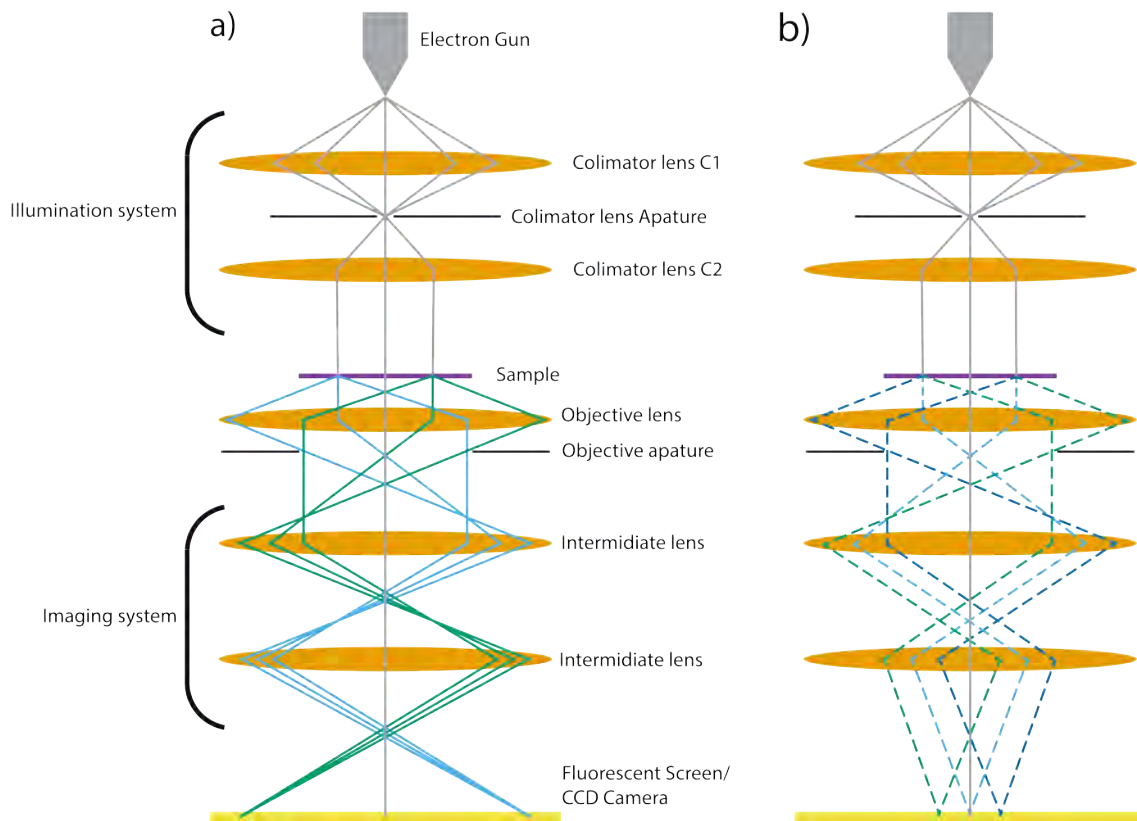 a)
b)
Electron Gun
Colimator lens C1
Illumination system
Colimator lens Apature
Colimator lens C2
Sample
Objective lens
Objective apature
Intermidiate lens
Imaging system
Intermidiate lens
Fluorescent Screen/
CCD Camera